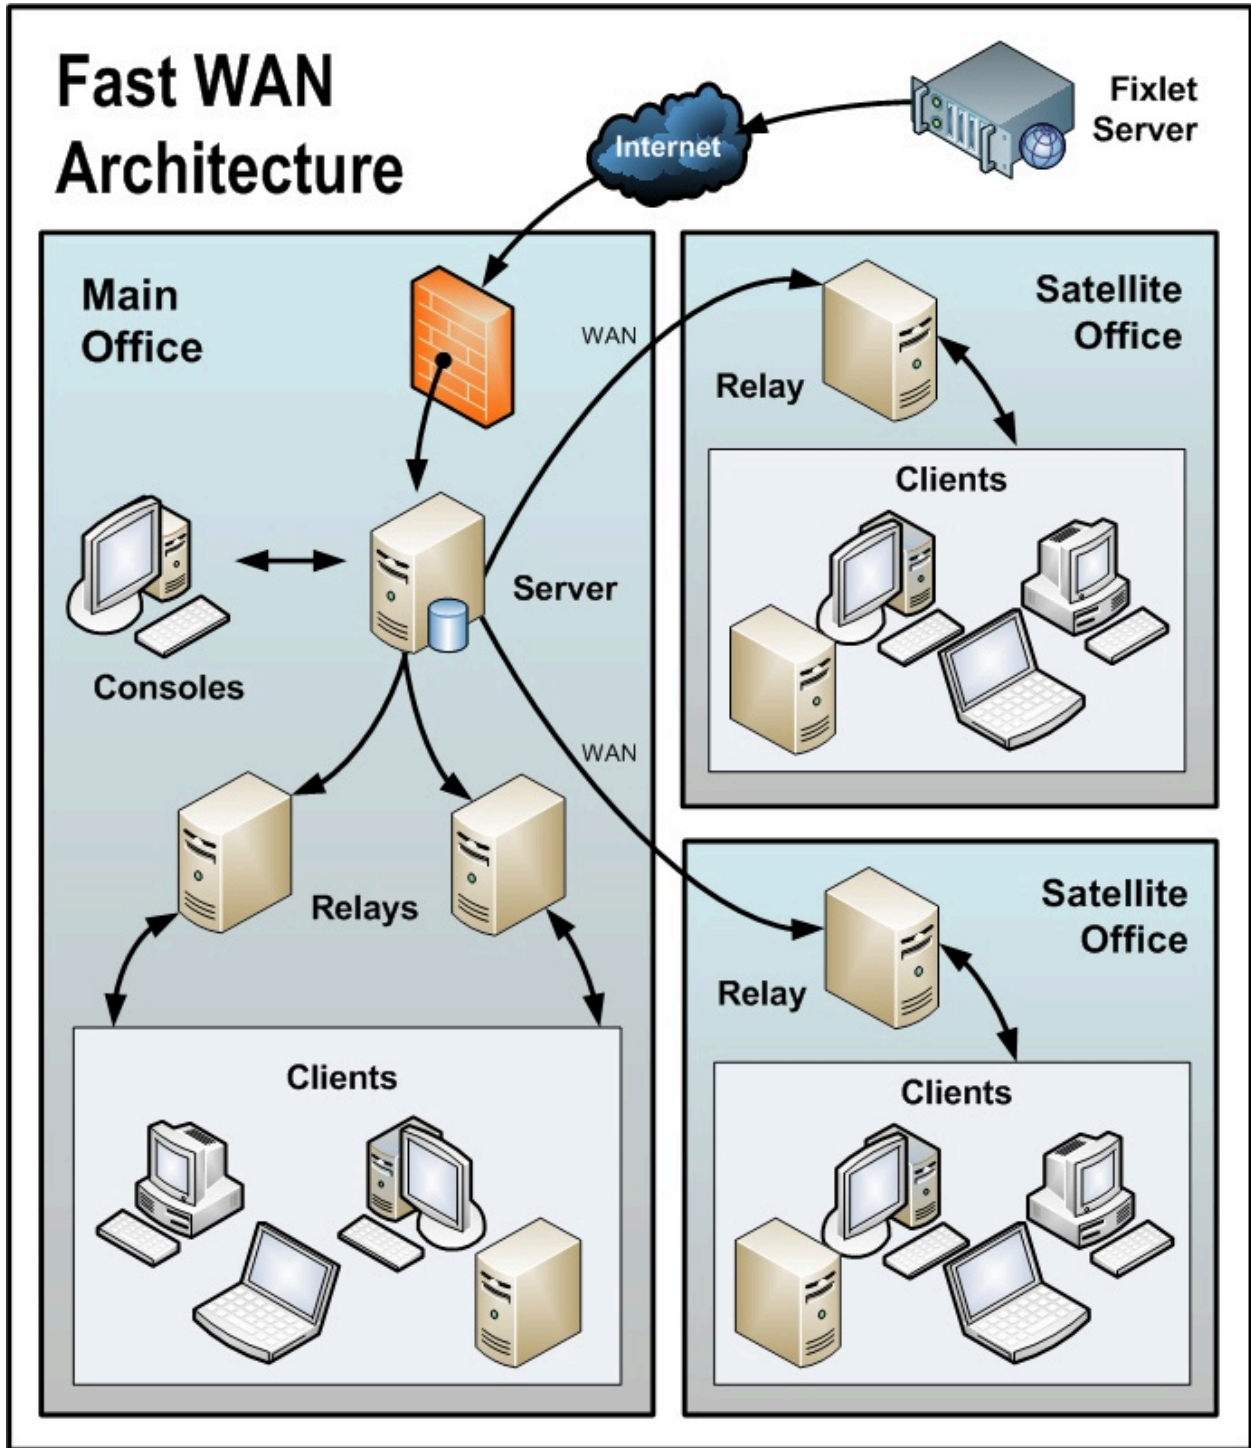 Fast WAN
Architecture
Internet
Fixlet
Server
Main
Office
WAN
Server
Consoles
WAN
Relays
Clients
Satellite
Office
Relay
Clients
Satellite
Office
Relay
Clients